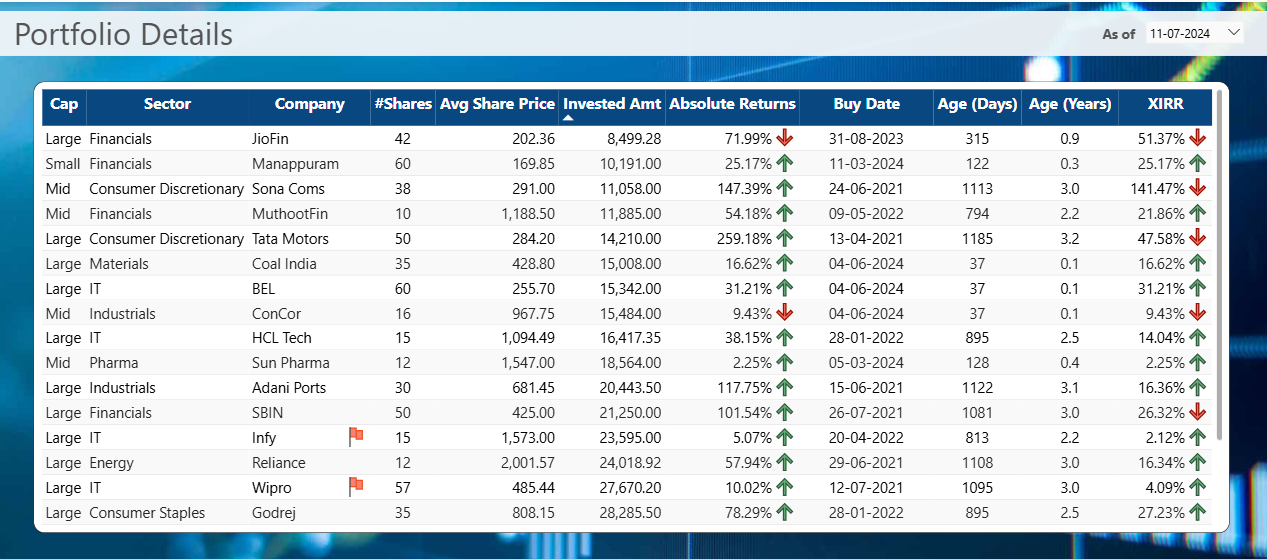 Portfolio Details
As of 11-07-2024
Cap Sector Company #Shares Avg Share Price Invested Amt Absolute Returns Buy Date Age (Days) Age (Years) XIRR
Large Financials JioFin 42 202.36 8,499.28 71.99% 31-08-2023 315 0.9 51.37%
Small Financials Manappuram 60 169.85 10,191.00 25.17% 11-03-2024 122 0.3 25.17%
Mid Consumer Discretionary Sona Coms 38 291.00 11,058.00 147.39% 24-06-2021 1113 3.0 141.47%
Mid Financials MuthootFin 10 1,188.50 11,885.00 54.18% 09-05-2022 794 2.2 21.86%
Large Consumer Discretionary Tata Motors 50 284.20 14,210.00 259.18% 13-04-2021 1185 3.2 47.58%
Large Materials Coal India 35 428.80 15,008.00 16.62% 04-06-2024 37 0.1 16.62%
Large IT BEL 60 255.70 15,342.00 31.21% 04-06-2024 37 0.1 31.21%
Mid Industrials ConCor 16 967.75 15,484.00 9.43% 04-06-2024 37 0.1 9.43%
Large IT HCL Tech 15 1,094.49 16,417.35 38.15% 28-01-2022 895 2.5 14.04%
Mid Pharma Sun Pharma 12 1,547.00 18,564.00 2.25% 05-03-2024 128 0.4 2.25%
Large Industrials Adani Ports 30 681.45 20,443.50 117.75% 15-06-2021 1122 3.1 16.36%
Large Financials SBIN 50 425.00 21,250.00 101.54% 26-07-2021 1081 3.0 26.32%
Large IT Infy 15 1,573.00 23,595.00 5.07% 20-04-2022 813 2.2 2.12%
Large Energy Reliance 12 2,001.57 24,018.92 57.94% 29-06-2021 1108 3.0 16.34%
Large IT Wipro 57 485.44 27,670.20 10.02% 12-07-2021 1095 3.0 4.09%
Large Consumer Staples Godrej 35 808.15 28,285.50 78.29% 28-01-2022 895 2.5 27.23%